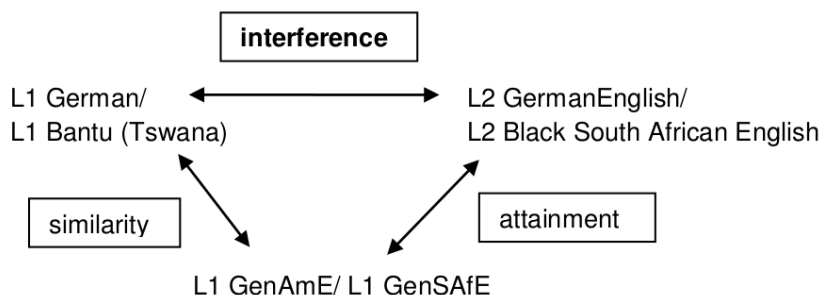 interference
L1 German/
L1 Bantu (Tswana)
L2 GermanEnglish/
L2 Black South African English
similarity
attainment
L1 GenAmE/ L1 GenSAfE